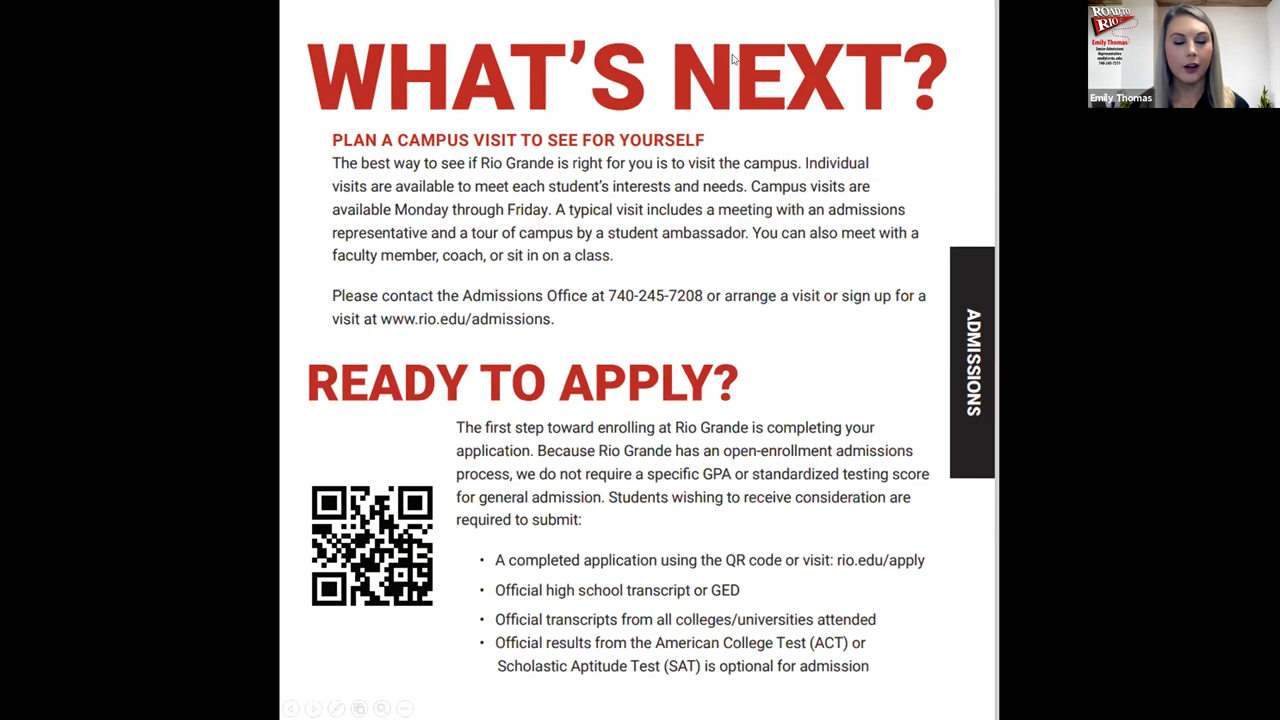 WHAT'S NEXT?
PLAN A CAMPUS VISIT TO SEE FOR YOURSELF
The best way to see if Rio Grande is right for you is to visit the campus. Individual
visits are available to meet each student's interests and needs. Campus visits are
available Monday through Friday. A typical visit includes a meeting with an admissions
representative and a tour of campus by a student ambassador. You can also meet with a
faculty member, coach, or sit in on a class.
Please contact the Admissions Office at 740-245-7208 or arrange a visit or sign up for a
visit at www.rio.edu/admissions.
ADMISSIONS
READY TO APPLY?
The first step toward enrolling at Rio Grande is completing your
application. Because Rio Grande has an open-enrollment admissions
process, we do not require a specific GPA or standardized testing score
for general admission. Students wishing to receive consideration are
required to submit:
• A completed application using the QR code or visit: rio.edu/apply
• Official high school transcript or GED
• Official transcripts from all colleges/universities attended
• Official results from the American College Test (ACT) or
Scholastic Aptitude Test (SAT) is optional for admission
ROAD TO
RIO
Emily Thomas
Senior Admissions
Representative
Emily Thomas